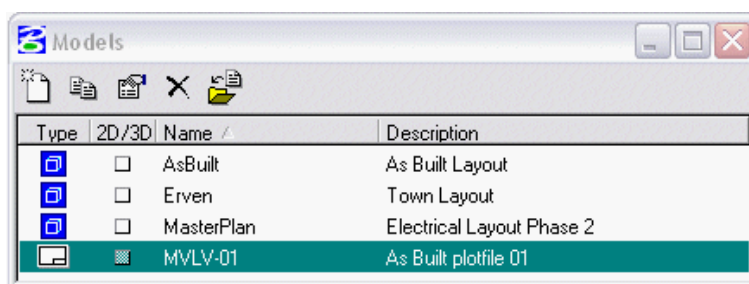 Models
Type 2D/3D Name Description
AsBuilt As Built Layout
Erven Town Layout
MasterPlan Electrical Layout Phase 2
MVLV-01 As Built plotfile 01